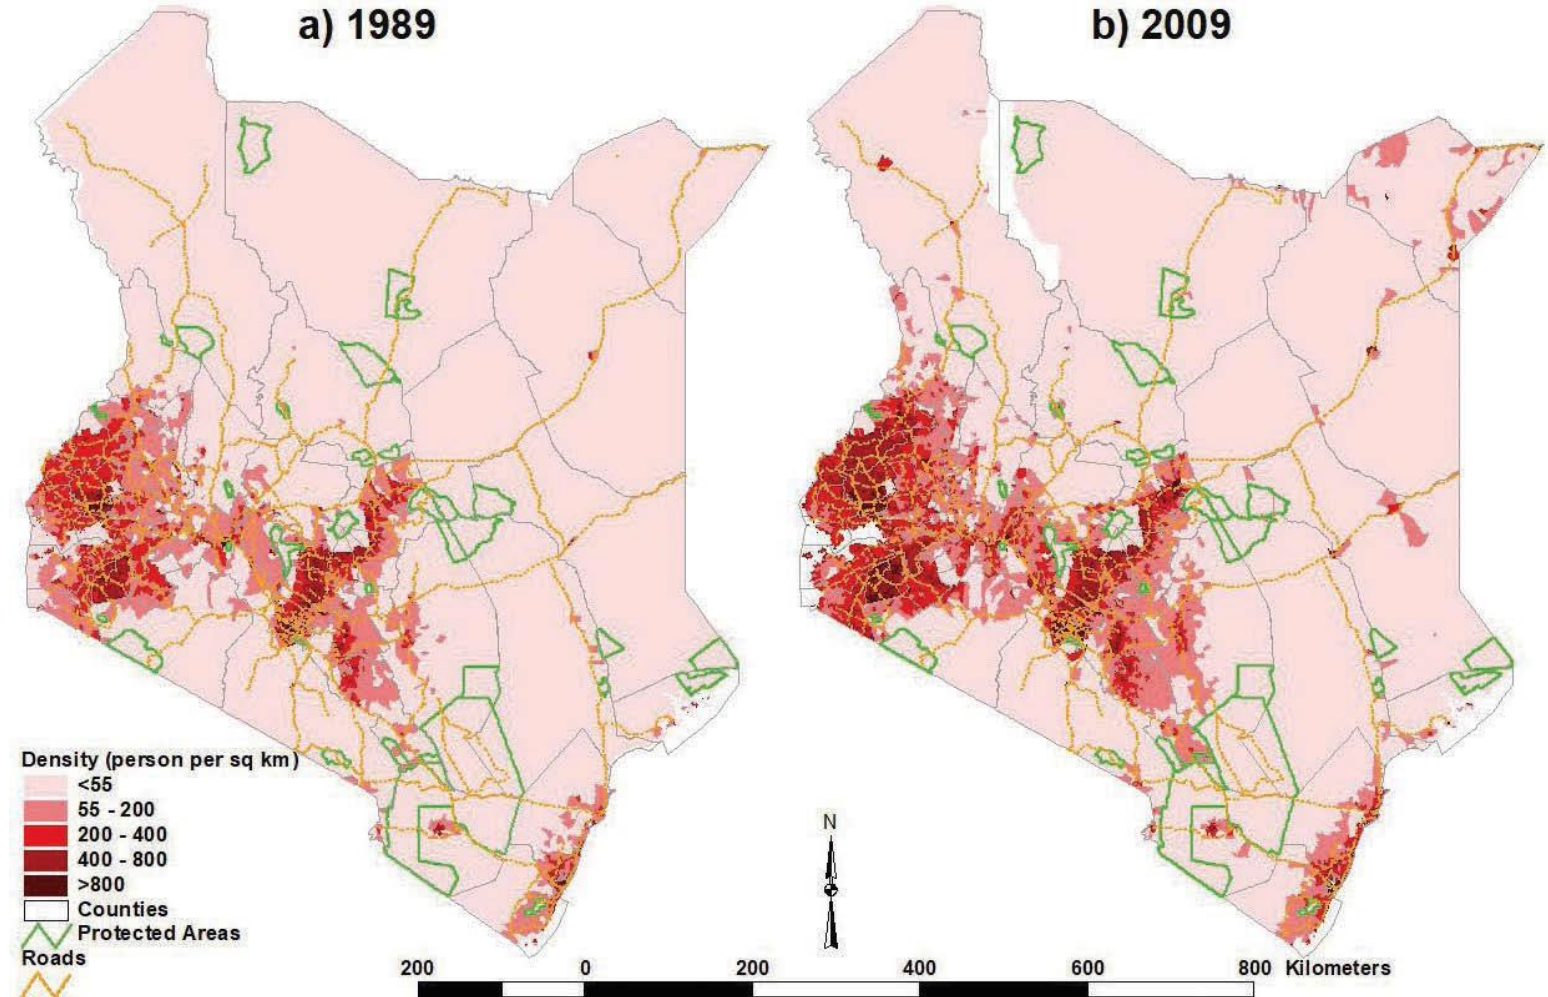 a) 1989
b) 2009
Density (person per sq km)
<55
55 - 200
200 - 400
400 - 800
>800
Counties
Protected Areas
Roads
N
200 0 200 400 600 800 Kilometers